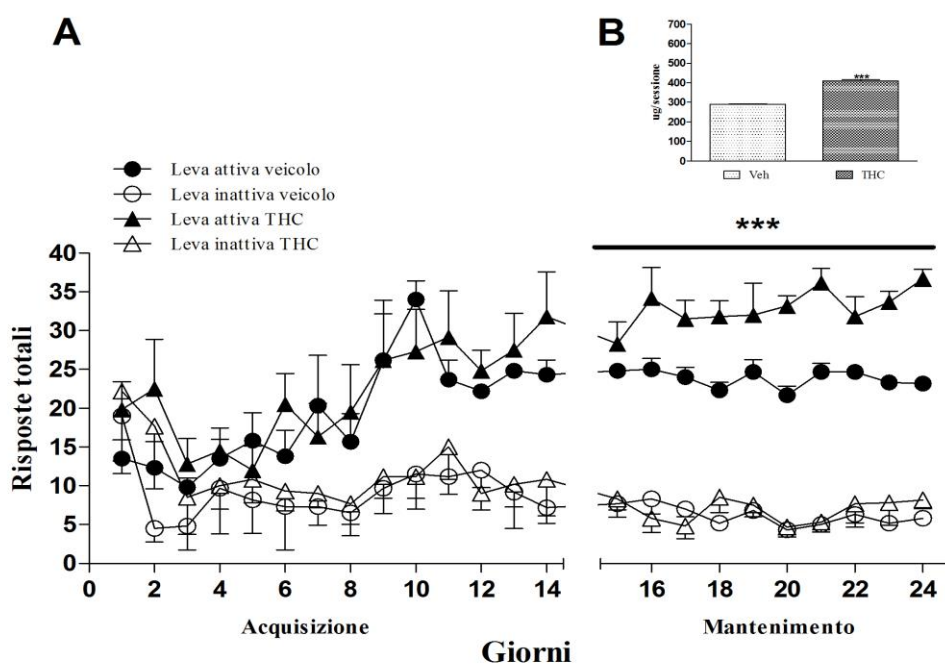 A
B
700
600
500
400
300
200
100
0
ug/sessione
***
Veh
THC
Leva attiva veicolo
Leva inattiva veicolo
Leva attiva THC
Leva inattiva THC
***
40
35
30
25
20
15
10
5
0
Risposte totali
0 2 4 6 8 10 12 14
16 18 20 22 24
Acquisizione
Mantenimento
Giorni